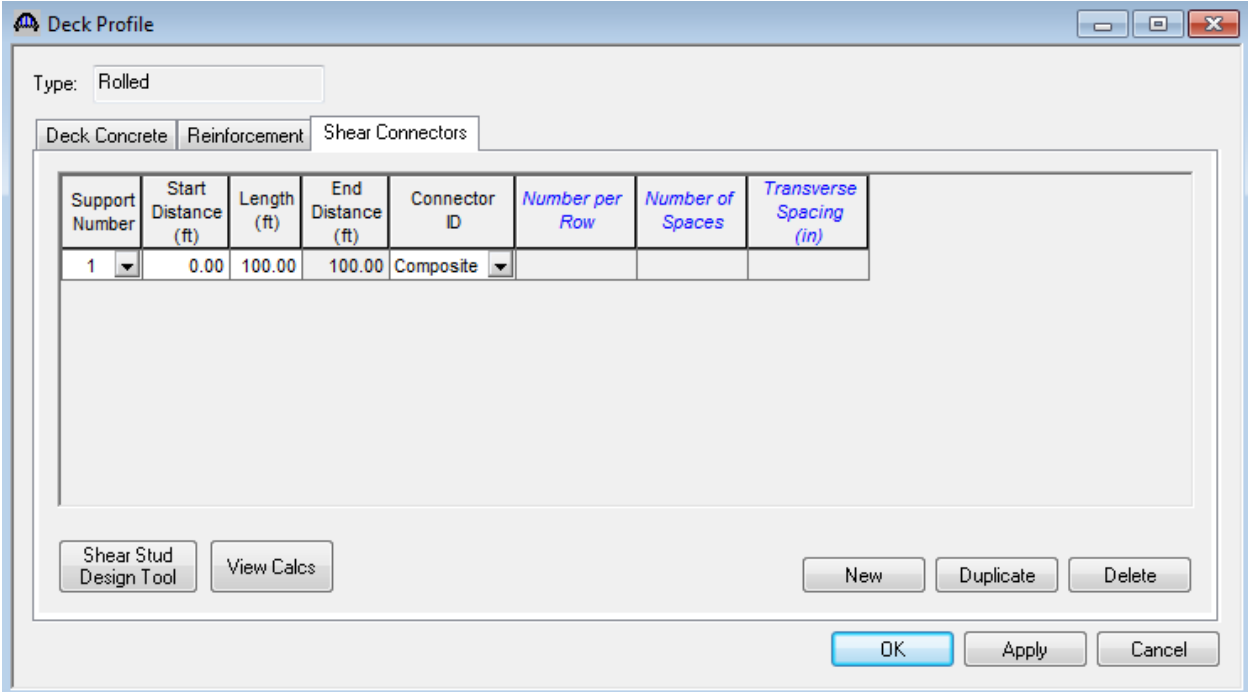 Deck Profile
Type: Rolled
Deck Concrete Reinforcement Shear Connectors
Support Number Start Distance (ft) Length (ft) End Distance (ft) Connector ID Number per Row Number of Spaces Transverse Spacing (in)
1 0.00 100.00 100.00 Composite
Shear Stud Design Tool View Calcs New Duplicate Delete
OK Apply Cancel